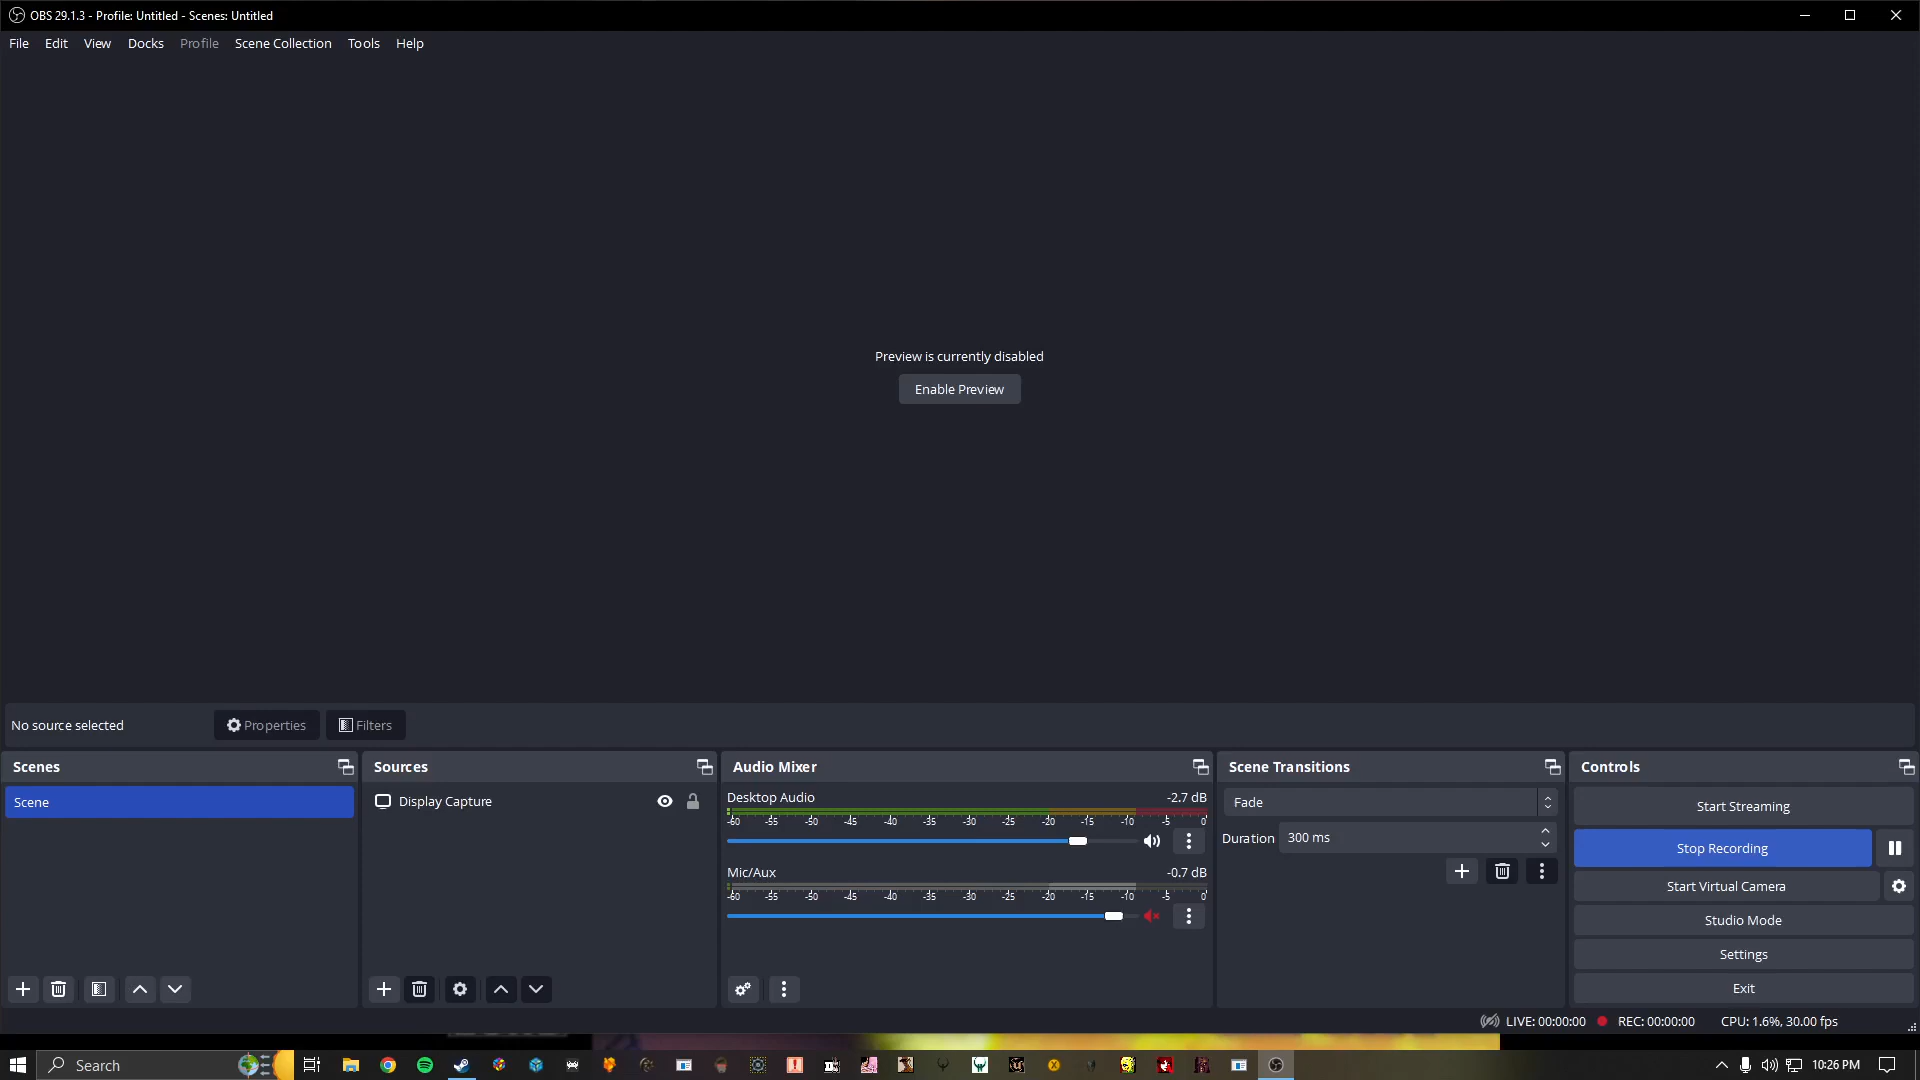 OBS 29.1.3 - Profile: Untitled - Scenes: Untitled
File Edit View Docks Profile Scene Collection Tools Help
Preview is currently disabled
Enable Preview
No source selected Properties Filters
Scenes
Scene
Sources
Display Capture
Audio Mixer
Desktop Audio -2.7 dB
-60 -55 -50 -45 -40 -35 -30 -25 -20 -15 -10 -5 0
Mic/Aux -0.7 dB
-60 -55 -50 -45 -40 -35 -30 -25 -20 -15 -10 -5 0
Scene Transitions
Fade
Duration 300 ms
Controls
Start Streaming
Stop Recording
Start Virtual Camera
Studio Mode
Settings
Exit
LIVE: 00:00:00 REC: 00:00:00 CPU: 1.6%, 30.00 fps
Search 10:26 PM